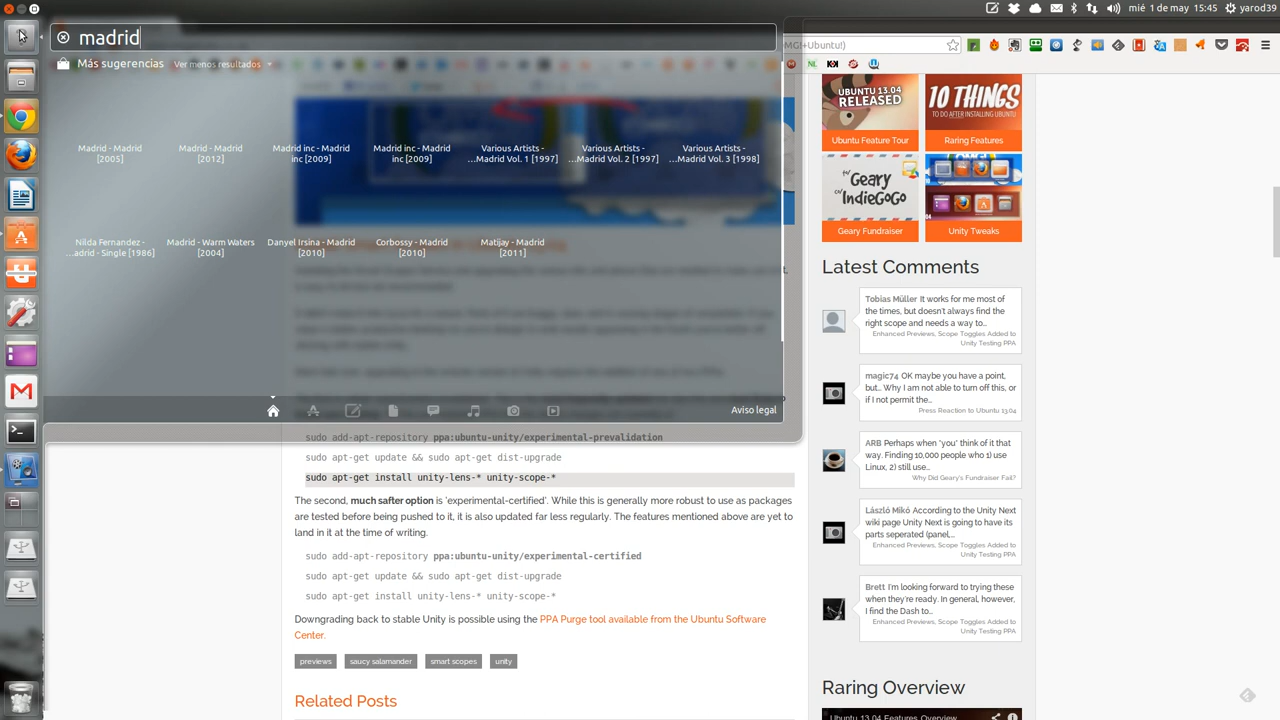 mié 1 de may 15:45
yarod39
madrid
OMG!+Ubuntu!)
Más sugerencias
Ver menos resultados
Madrid - Madrid
[2005]
Madrid - Madrid
[2012]
Madrid inc - Madrid
inc [2009]
Madrid inc - Madrid
inc [2009]
Various Artists -
...Madrid Vol. 1 [1997]
Various Artists -
...Madrid Vol. 2 [1997]
Various Artists -
...Madrid Vol. 3 [1998]
Nilda Fernandez -
...adrid - Single [1986]
Madrid - Warm Waters
[2004]
Danyel Irsina - Madrid
[2010]
Corbossy - Madrid
[2010]
Matijay - Madrid
[2011]
Aviso legal
sudo add-apt-repository ppa:ubuntu-unity/experimental-prevalidation
sudo apt-get update && sudo apt-get dist-upgrade
sudo apt-get install unity-lens-* unity-scope-*
The second, much safter option is 'experimental-certified'. While this is generally more robust to use as packages
are tested before being pushed to it, it is also updated far less regularly. The features mentioned above are yet to
land in it at the time of writing.
sudo add-apt-repository ppa:ubuntu-unity/experimental-certified
sudo apt-get update && sudo apt-get dist-upgrade
sudo apt-get install unity-lens-* unity-scope-*
Downgrading back to stable Unity is possible using the PPA Purge tool available from the Ubuntu Software
Center.
previews
saucy salamander
smart scopes
unity
Related Posts
UBUNTU 13.04
RELEASED
Ubuntu Feature Tour
10 THINGS
TO DO AFTER INSTALLING UBUNTU
Raring Features
Geary
IndieGoGo
Geary Fundraiser
Unity Tweaks
Latest Comments
Tobias Müller It works for me most of
the times, but doesn't always find the
right scope and needs a way to...
Enhanced Previews, Scope Toggles Added to
Unity Testing PPA
magic74 OK maybe you have a point,
but.. Why I am not able to turn off this, or
if I not permit the...
Press Reaction to Ubuntu 13.04
ARB Perhaps when "you" think of it that
way. Finding 10,000 people who 1) use
Linux, 2) still use...
Why Did Geary's Fundraiser Fail?
László Mikó According to the Unity Next
wiki page Unity Next is going to have its
parts seperated (panel,...
Enhanced Previews, Scope Toggles Added to
Unity Testing PPA
Brett I'm looking forward to trying these
when they're ready. In general, however,
I find the Dash to...
Enhanced Previews, Scope Toggles Added to
Unity Testing PPA
Raring Overview
Ubuntu 13.04 Features Overview